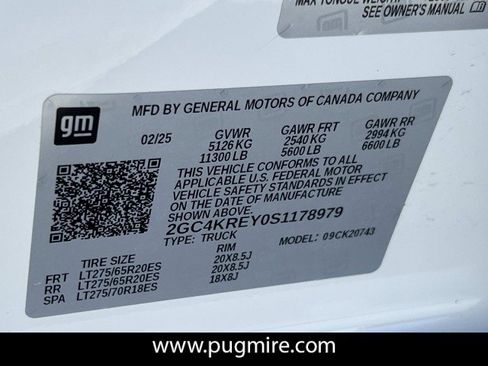 SEE OWNER'S MANUAL
gm
MFD BY GENERAL MOTORS OF CANADA COMPANY
02/25 GVWR GAWR FRT GAWR RR
5126 KG 2540 KG 2994 KG
11300 LB 5600 LB 6600 LB
THIS VEHICLE CONFORMS TO ALL
APPLICABLE U.S. FEDERAL MOTOR
VEHICLE SAFETY STANDARDS IN EFFECT
ON THE DATE OF MANUFACTURE SHOWN
ABOVE.
2GC4KREY0S1178979
TYPE: TRUCK MODEL: 09CK20743
TIRE SIZE RIM
FRT LT275/65R20ES 20X8.5J
RR LT275/65R20ES 20X8.5J
SPA LT275/70R18ES 18X8J
www.pugmire.com